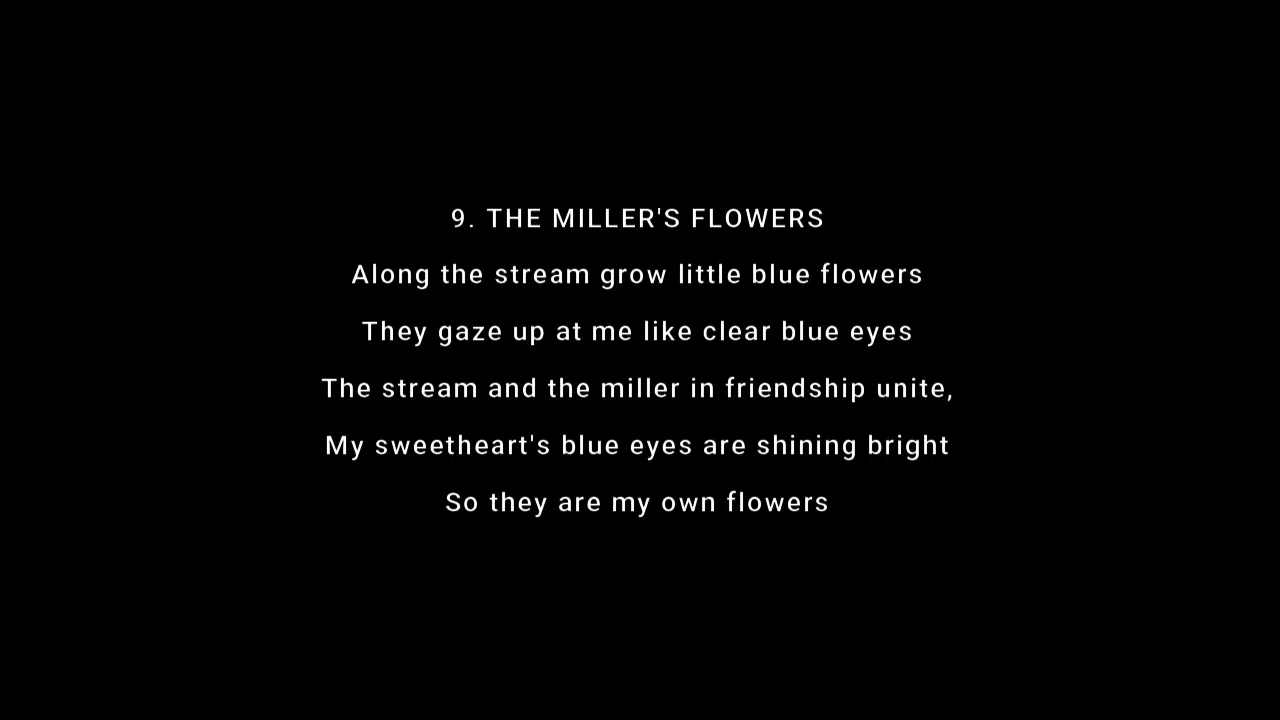 9. THE MILLER'S FLOWERS
Along the stream grow little blue flowers
They gaze up at me like clear blue eyes
The stream and the miller in friendship unite,
My sweetheart's blue eyes are shining bright
So they are my own flowers